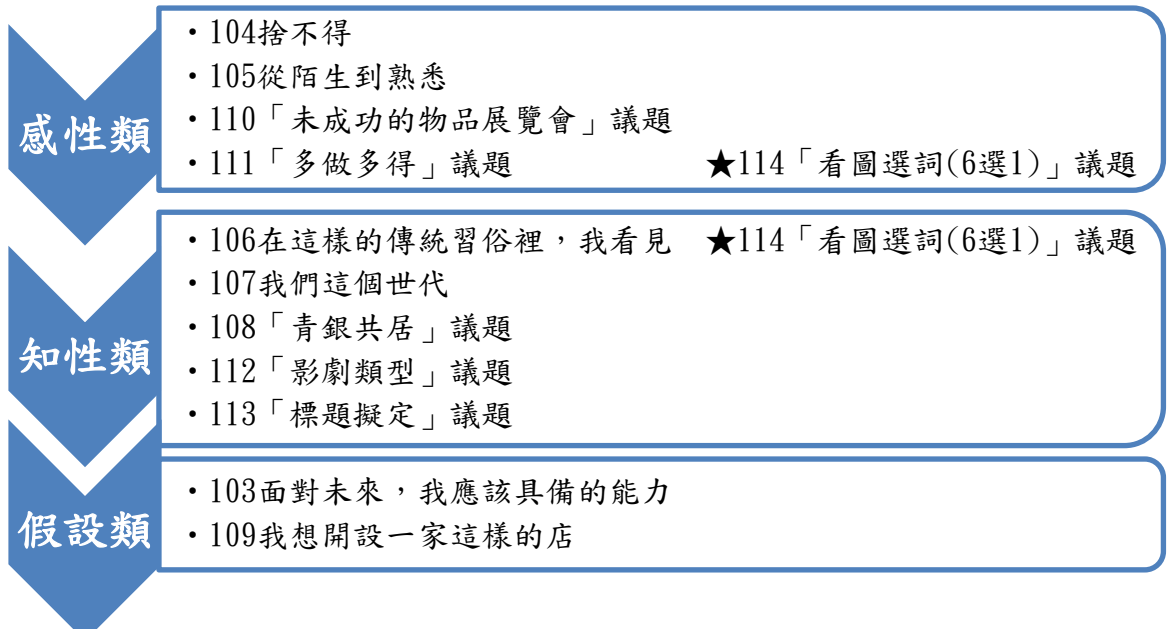 感性類
・104捨不得
・105從陌生到熟悉
・110「未成功的物品展覽會」議題
・111「多做多得」議題 ★114「看圖選詞(6選1)」議題
知性類
・106在這樣的傳統習俗裡，我看見 ★114「看圖選詞(6選1)」議題
・107我們這個世代
・108「青銀共居」議題
・112「影劇類型」議題
・113「標題擬定」議題
假設類
・103面對未來，我應該具備的能力
・109我想開設一家這樣的店